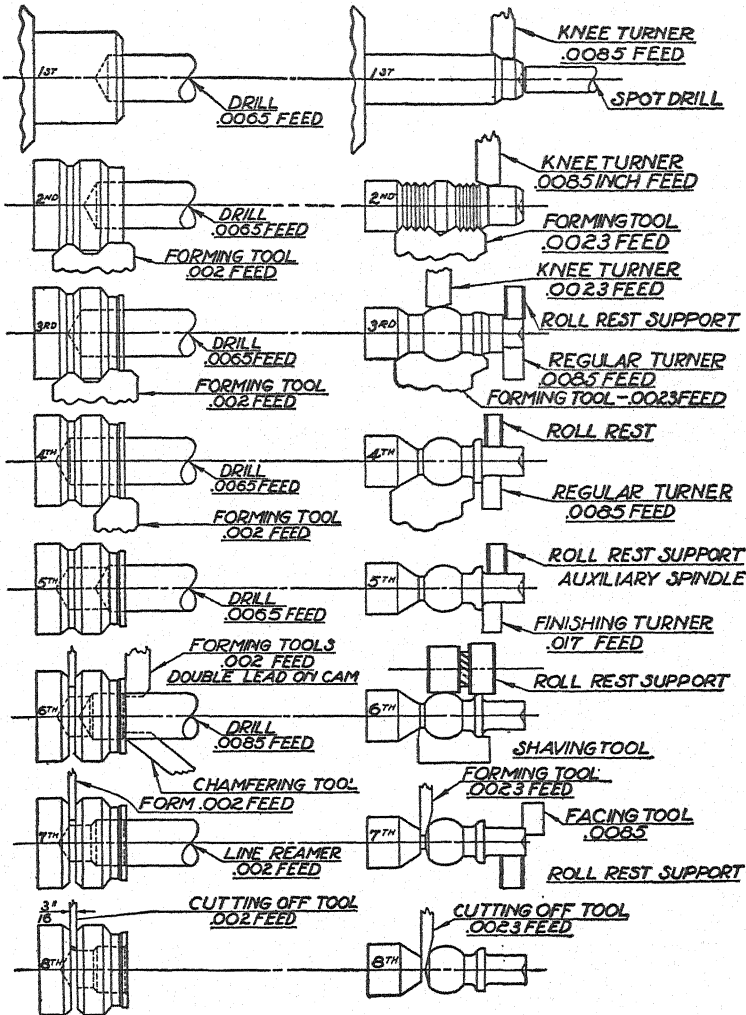 1ST
DRILL
.0065 FEED
2ND
DRILL
.0065 FEED
FORMING TOOL
.002 FEED
3RD
DRILL
.0065 FEED
FORMING TOOL
.002 FEED
4TH
DRILL
.0065 FEED
FORMING TOOL
.002 FEED
5TH
DRILL
.0065 FEED
FORMING TOOLS
.002 FEED
DOUBLE LEAD ON CAM
6TH
DRILL
.0085 FEED
CHAMFERING TOOL
FORM .002 FEED
7TH
LINE REAMER
.002 FEED
3"
16
CUTTING OFF TOOL
.002 FEED
8TH
KNEE TURNER
.0085 FEED
1ST
SPOT DRILL
KNEE TURNER
.0085 INCH FEED
2ND
FORMING TOOL
.0023 FEED
KNEE TURNER
.0023 FEED
3RD
ROLL REST SUPPORT
REGULAR TURNER
.0085 FEED
FORMING TOOL-.0023 FEED
ROLL REST
4TH
REGULAR TURNER
.0085 FEED
ROLL REST SUPPORT
AUXILIARY SPINDLE
5TH
FINISHING TURNER
.017 FEED
ROLL REST SUPPORT
6TH
SHAVING TOOL
FORMING TOOL
.0023 FEED
FACING TOOL
.0085
7TH
ROLL REST SUPPORT
CUTTING OFF TOOL
.0023 FEED
8TH